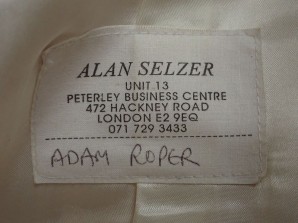 ALAN SELZER
UNIT 13
PETERLEY BUSINESS CENTRE
472 HACKNEY ROAD
LONDON E2 9EQ
071 729 3433
ADAM ROPER